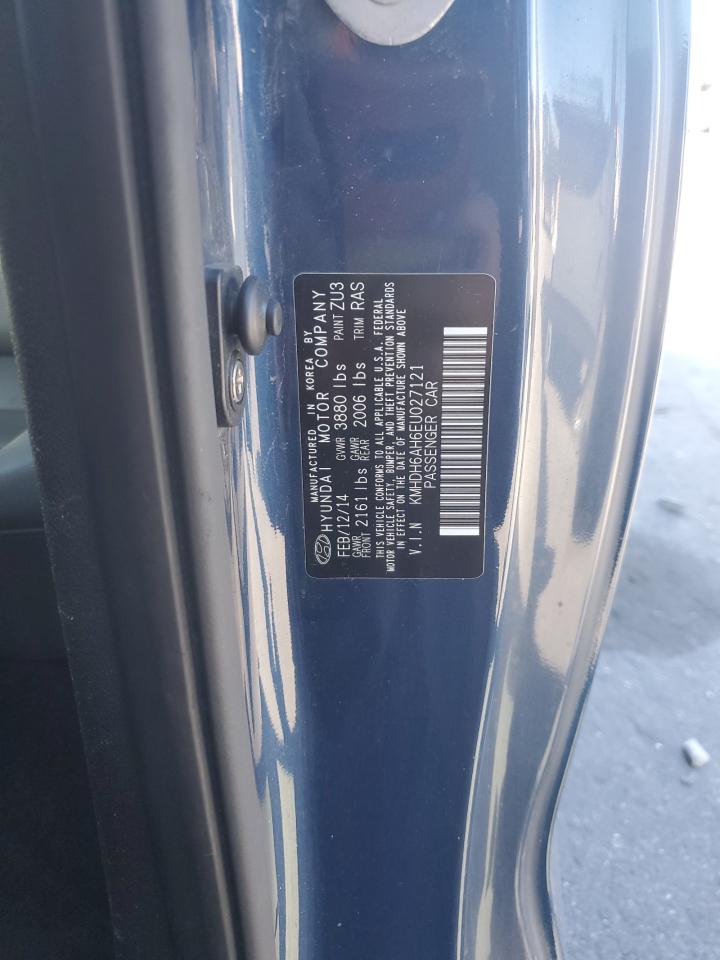 MANUFACTURED IN KOREA BY
HYUNDAI MOTOR COMPANY
FEB/12/14 GVWR 3880 lbs PAINT ZU3
GAWR FRONT 2161 lbs GAWR REAR 2006 lbs TRIM RAS
THIS VEHICLE CONFORMS TO ALL APPLICABLE U.S.A. FEDERAL
MOTOR VEHICLE SAFETY, BUMPER, AND THEFT PREVENTION STANDARDS
IN EFFECT ON THE DATE OF MANUFACTURE SHOWN ABOVE
V.I.N KMHDH6AH6EU027121
PASSENGER CAR